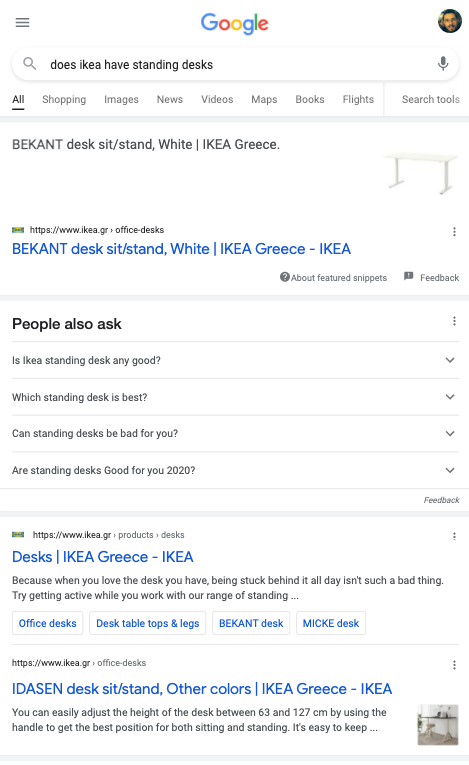 Google
does ikea have standing desks
All Shopping Images News Videos Maps Books Flights Search tools
BEKANT desk sit/stand, White | IKEA Greece.
https://www.ikea.gr › office-desks
BEKANT desk sit/stand, White | IKEA Greece - IKEA
About featured snippets Feedback
People also ask
Is Ikea standing desk any good?
Which standing desk is best?
Can standing desks be bad for you?
Are standing desks Good for you 2020?
Feedback
https://www.ikea.gr › products › desks
Desks | IKEA Greece - IKEA
Because when you love the desk you have, being stuck behind it all day isn't such a bad thing.
Try getting active while you work with our range of standing ...
Office desks Desk table tops & legs BEKANT desk MICKE desk
https://www.ikea.gr › office-desks
IDASEN desk sit/stand, Other colors | IKEA Greece - IKEA
You can easily adjust the height of the desk between 63 and 127 cm by using the
handle to get the best position for both sitting and standing. It's easy to keep ...